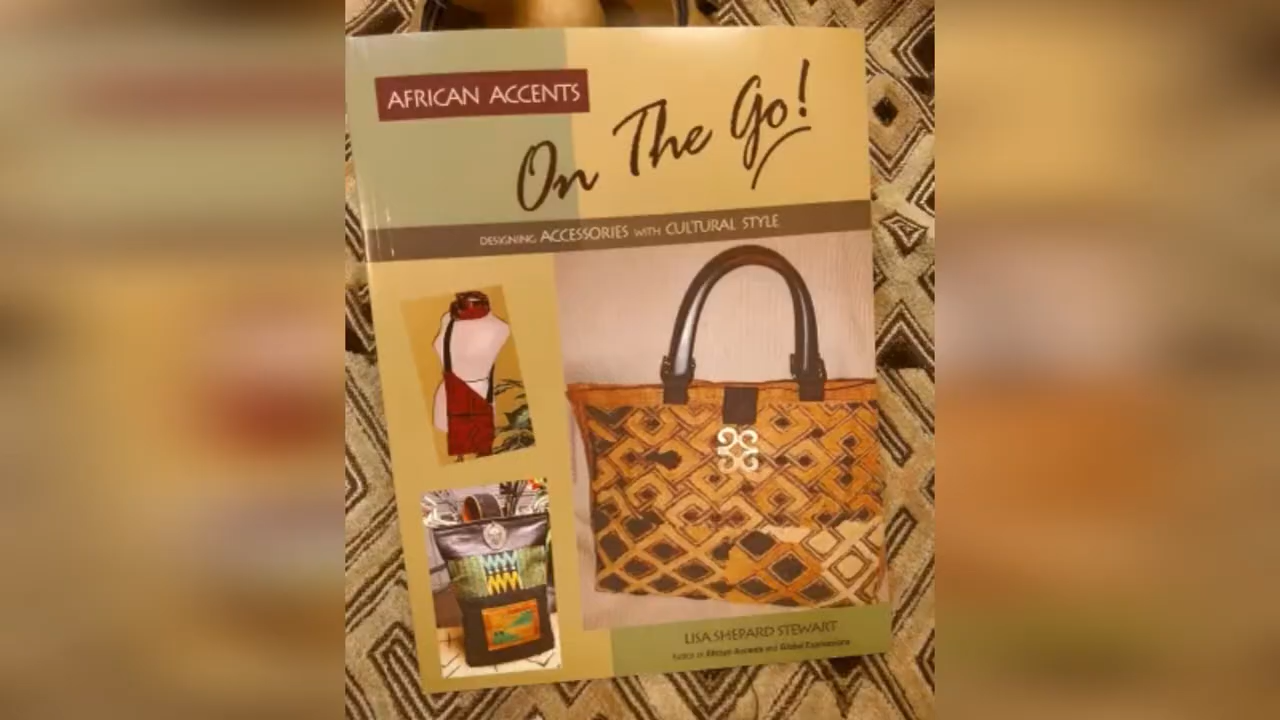 AFRICAN ACCENTS
On The Go!
DESIGNING ACCESSORIES WITH CULTURAL STYLE
LISA SHEPARD STEWART
Author of African Accents and Global Expressions